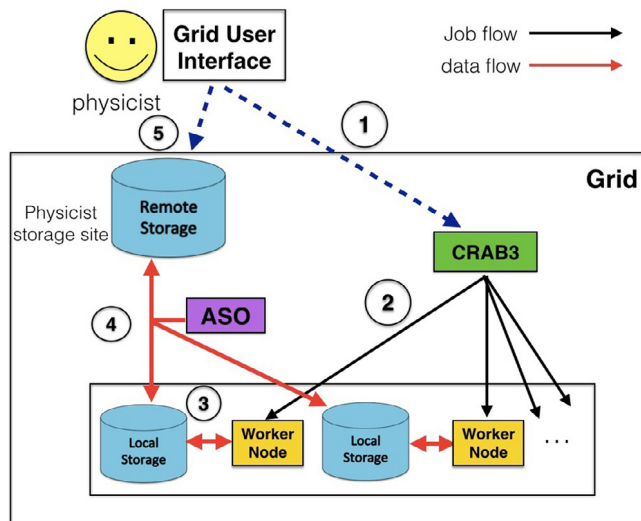 Grid User
Interface
physicist
Job flow
data flow
5
1
Grid
Remote
Storage
Physicist
storage site
CRAB3
2
ASO
4
3
Local
Storage
Worker
Node
Local
Storage
Worker
Node
...